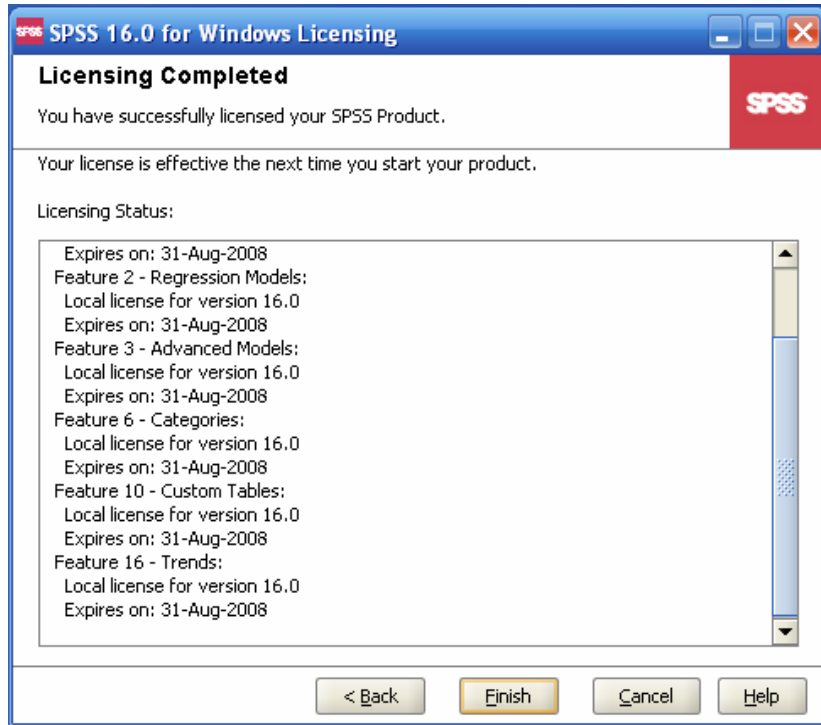 SPSS SPSS 16.0 for Windows Licensing
Licensing Completed
You have successfully licensed your SPSS Product.
SPSS
Your license is effective the next time you start your product.
Licensing Status:
Expires on: 31-Aug-2008
Feature 2 - Regression Models:
Local license for version 16.0
Expires on: 31-Aug-2008
Feature 3 - Advanced Models:
Local license for version 16.0
Expires on: 31-Aug-2008
Feature 6 - Categories:
Local license for version 16.0
Expires on: 31-Aug-2008
Feature 10 - Custom Tables:
Local license for version 16.0
Expires on: 31-Aug-2008
Feature 16 - Trends:
Local license for version 16.0
Expires on: 31-Aug-2008
< Back Finish Cancel Help